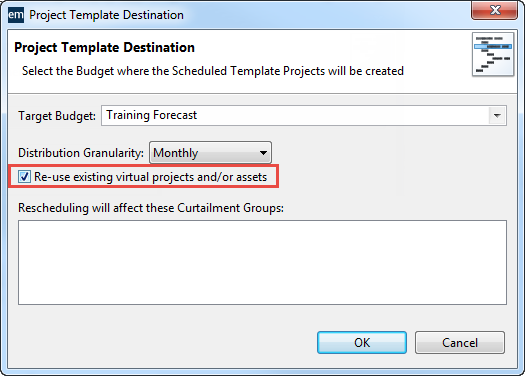 em Project Template Destination
Project Template Destination
Select the Budget where the Scheduled Template Projects will be created
Target Budget: Training Forecast
Distribution Granularity: Monthly
Re-use existing virtual projects and/or assets
Rescheduling will affect these Curtailment Groups:
OK Cancel